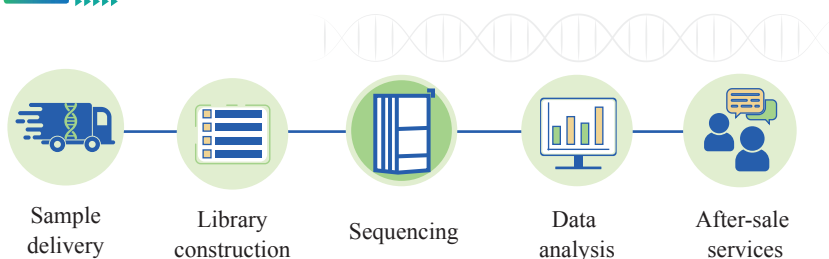 Sample
delivery
Library
construction
Sequencing
Data
analysis
After-sale
services